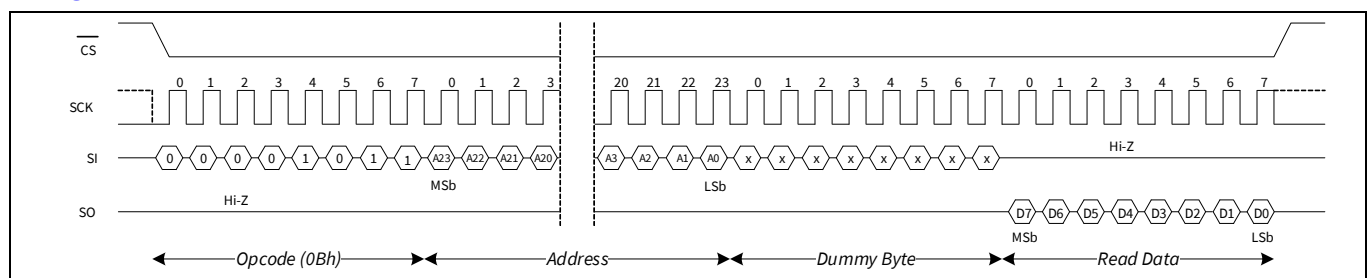 CS
0 1 2 3 4 5 6 7 0 1 2 3 20 21 22 23 0 1 2 3 4 5 6 7 0 1 2 3 4 5 6 7
SCK
Hi-Z
SI 0 0 0 0 1 0 1 1 A23 A22 A21 A20 A3 A2 A1 A0 x x x x x x x x
MSb LSb
Hi-Z
SO D7 D6 D5 D4 D3 D2 D1 D0
MSb LSb
Opcode (0Bh) Address Dummy Byte Read Data